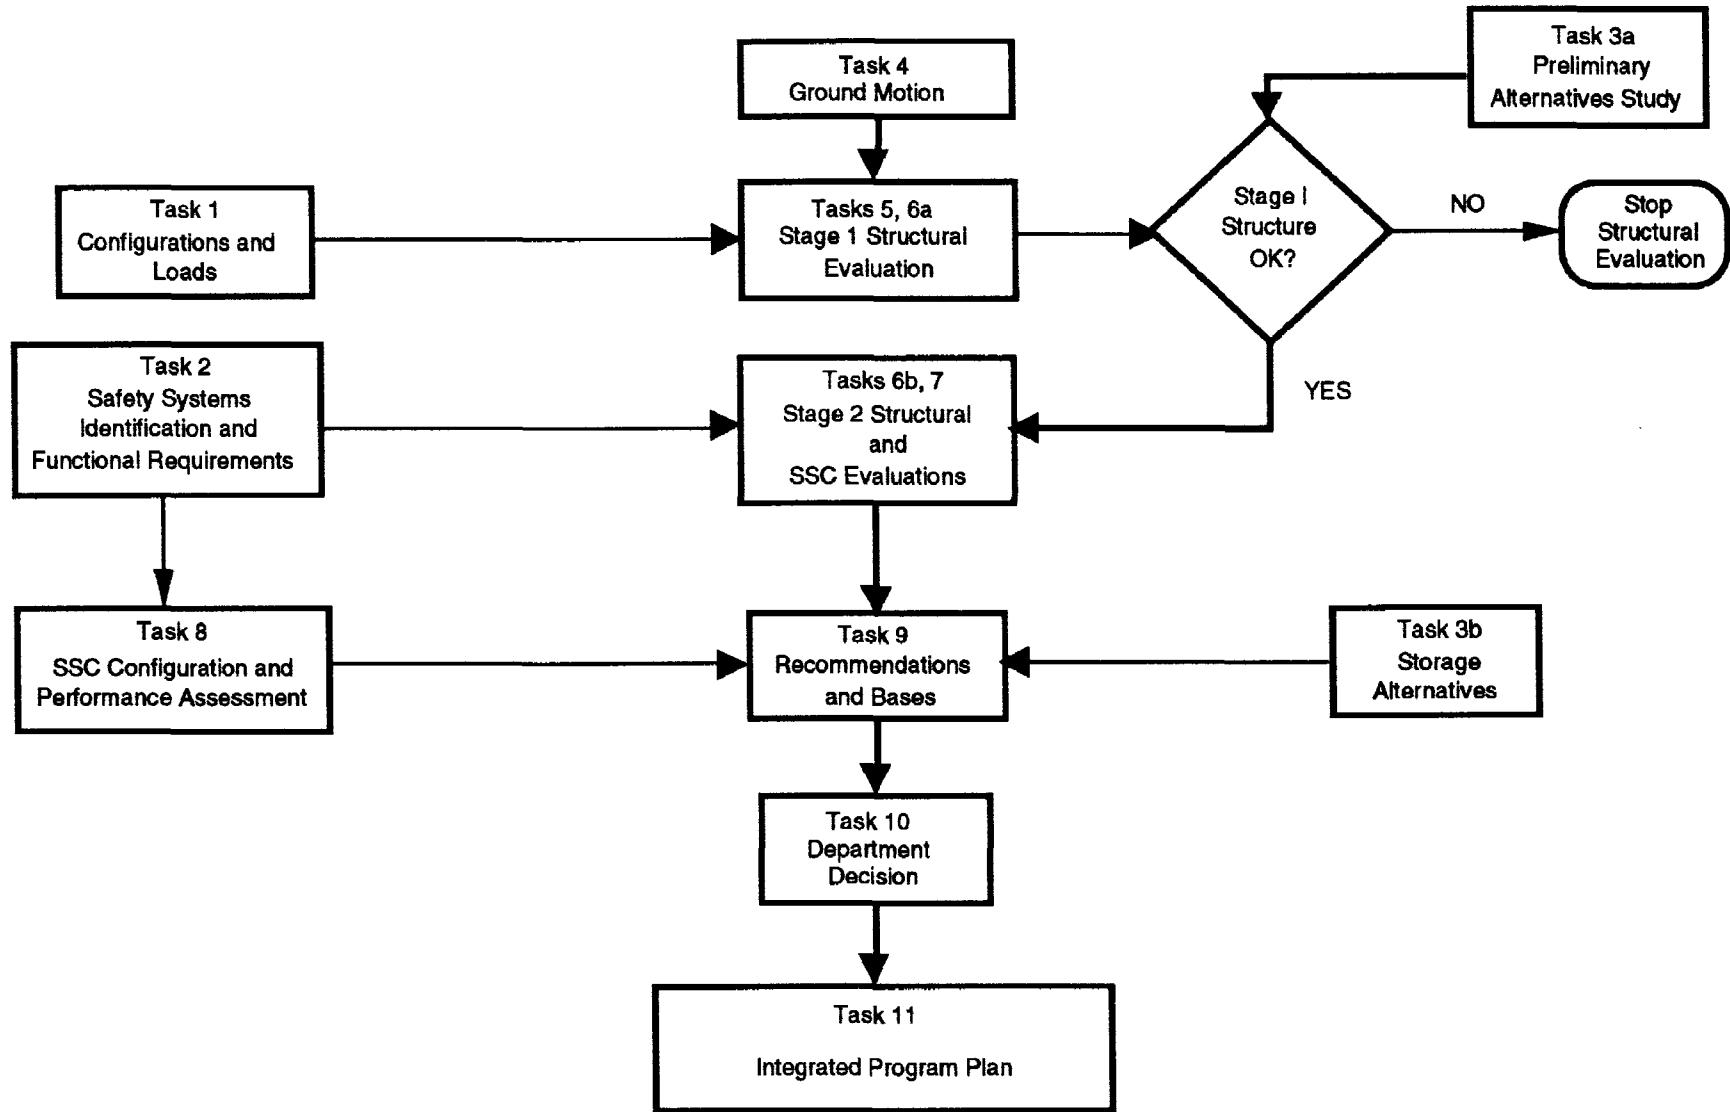 Task 4
Ground Motion
Task 3a
Preliminary
Alternatives Study
Task 1
Configurations and
Loads
Tasks 5, 6a
Stage 1 Structural
Evaluation
Stage I
Structure
OK?
NO
Stop
Structural
Evaluation
Task 2
Safety Systems
Identification and
Functional Requirements
Tasks 6b, 7
Stage 2 Structural
and
SSC Evaluations
YES
Task 8
SSC Configuration and
Performance Assessment
Task 9
Recommendations
and Bases
Task 3b
Storage
Alternatives
Task 10
Department
Decision
Task 11
Integrated Program Plan